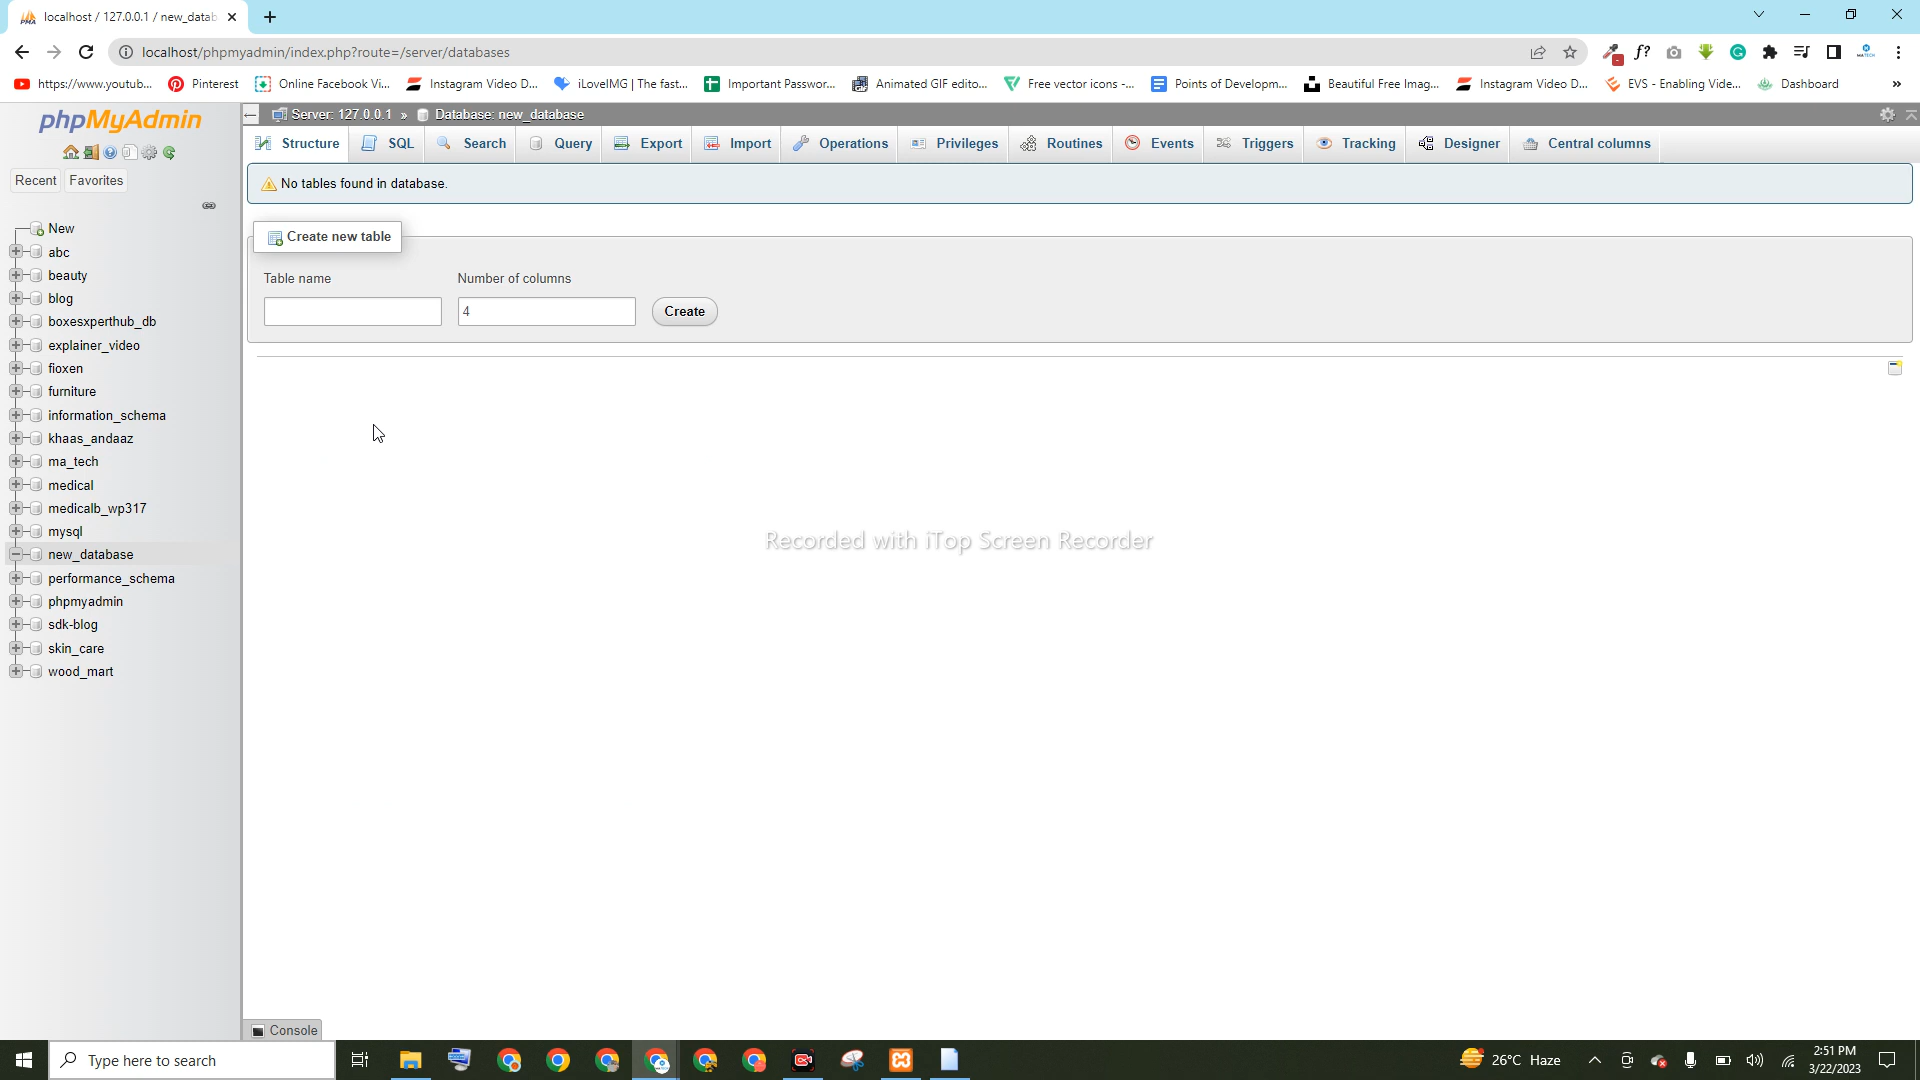 localhost / 127.0.0.1 / new_datab
localhost/phpmyadmin/index.php?route=/server/databases
https://www.youtub... Pinterest Online Facebook Vi... Instagram Video D... iLoveIMG | The fast... Important Passwor... Animated GIF edito... Free vector icons -... Points of Developm... Beautiful Free Imag... Instagram Video D... EVS - Enabling Vide... Dashboard »
phpMyAdmin
Server: 127.0.0.1 » Database: new_database
Structure SQL Search Query Export Import Operations Privileges Routines Events Triggers Tracking Designer Central columns
Recent Favorites
No tables found in database.
New
abc
beauty
blog
boxesxperthub_db
explainer_video
fioxen
furniture
information_schema
khaas_andaaz
ma_tech
medical
medicalb_wp317
mysql
new_database
performance_schema
phpmyadmin
sdk-blog
skin_care
wood_mart
Create new table
Table name Number of columns
4 Create
Recorded with iTop Screen Recorder
Console
Type here to search
26°C Haze
2:51 PM
3/22/2023